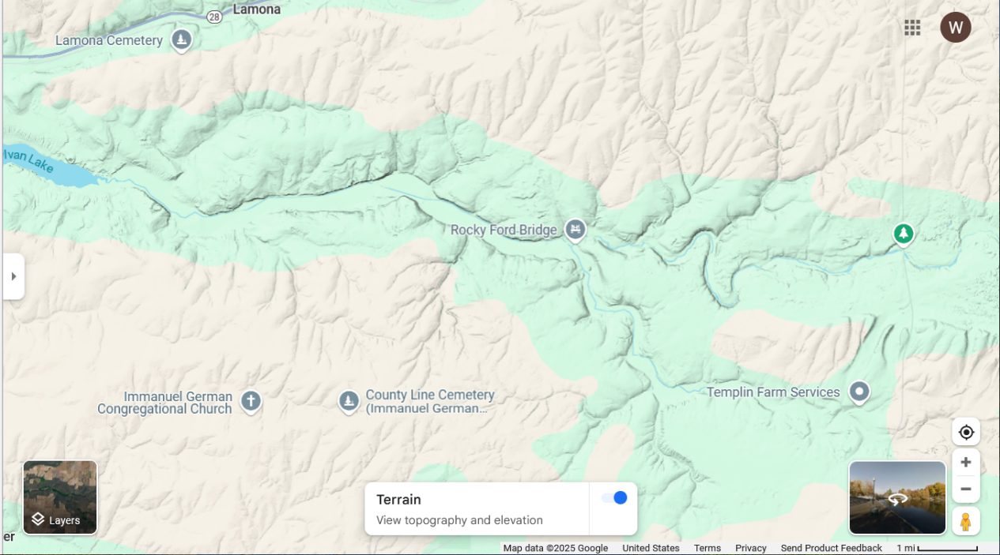 28
Lamona
Lamona Cemetery
W
lvan Lake
Rocky Ford Bridge
Immanuel German
Congregational Church
County Line Cemetery
(Immanuel German...
Templin Farm Services
Layers
er
Terrain
View topography and elevation
Map data ©2025 Google United States Terms Privacy Send Product Feedback 1 mi